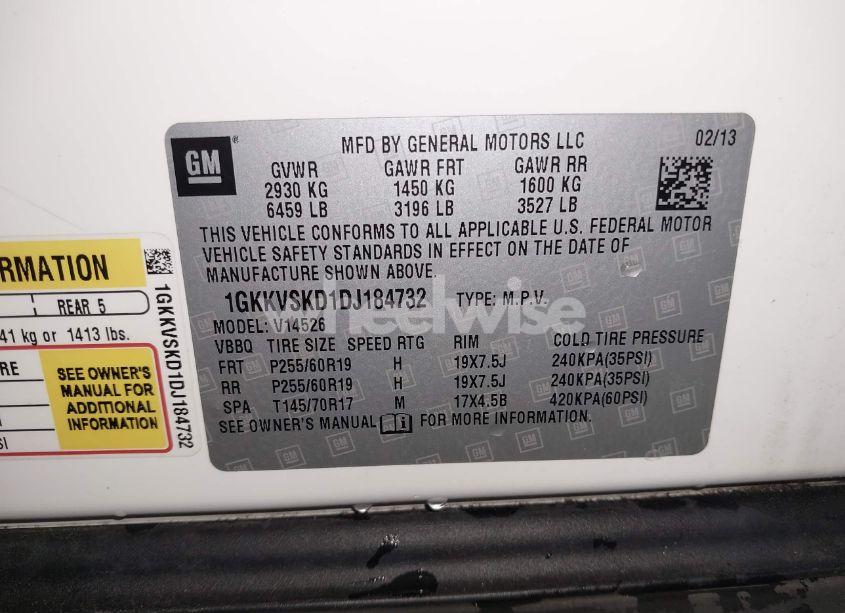 GM
MFD BY GENERAL MOTORS LLC 02/13
GVWR GAWR FRT GAWR RR
2930 KG 1450 KG 1600 KG
6459 LB 3196 LB 3527 LB
THIS VEHICLE CONFORMS TO ALL APPLICABLE U.S. FEDERAL MOTOR
VEHICLE SAFETY STANDARDS IN EFFECT ON THE DATE OF
MANUFACTURE SHOWN ABOVE.
1GKKVSKD1DJ184732 TYPE: M.P.V.
MODEL: V14526
VBBQ TIRE SIZE SPEED RTG RIM COLD TIRE PRESSURE
FRT P255/60R19 H 19X7.5J 240KPA(35PSI)
RR P255/60R19 H 19X7.5J 240KPA(35PSI)
SPA T145/70R17 M 17X4.5B 420KPA(60PSI)
SEE OWNER'S MANUAL FOR MORE INFORMATION.
RMATION
REAR 5
41 kg or 1413 lbs.
RE
SEE OWNER'S
MANUAL FOR
ADDITIONAL
INFORMATION
SI
1GKKVSKD1DJ184732
heelwise